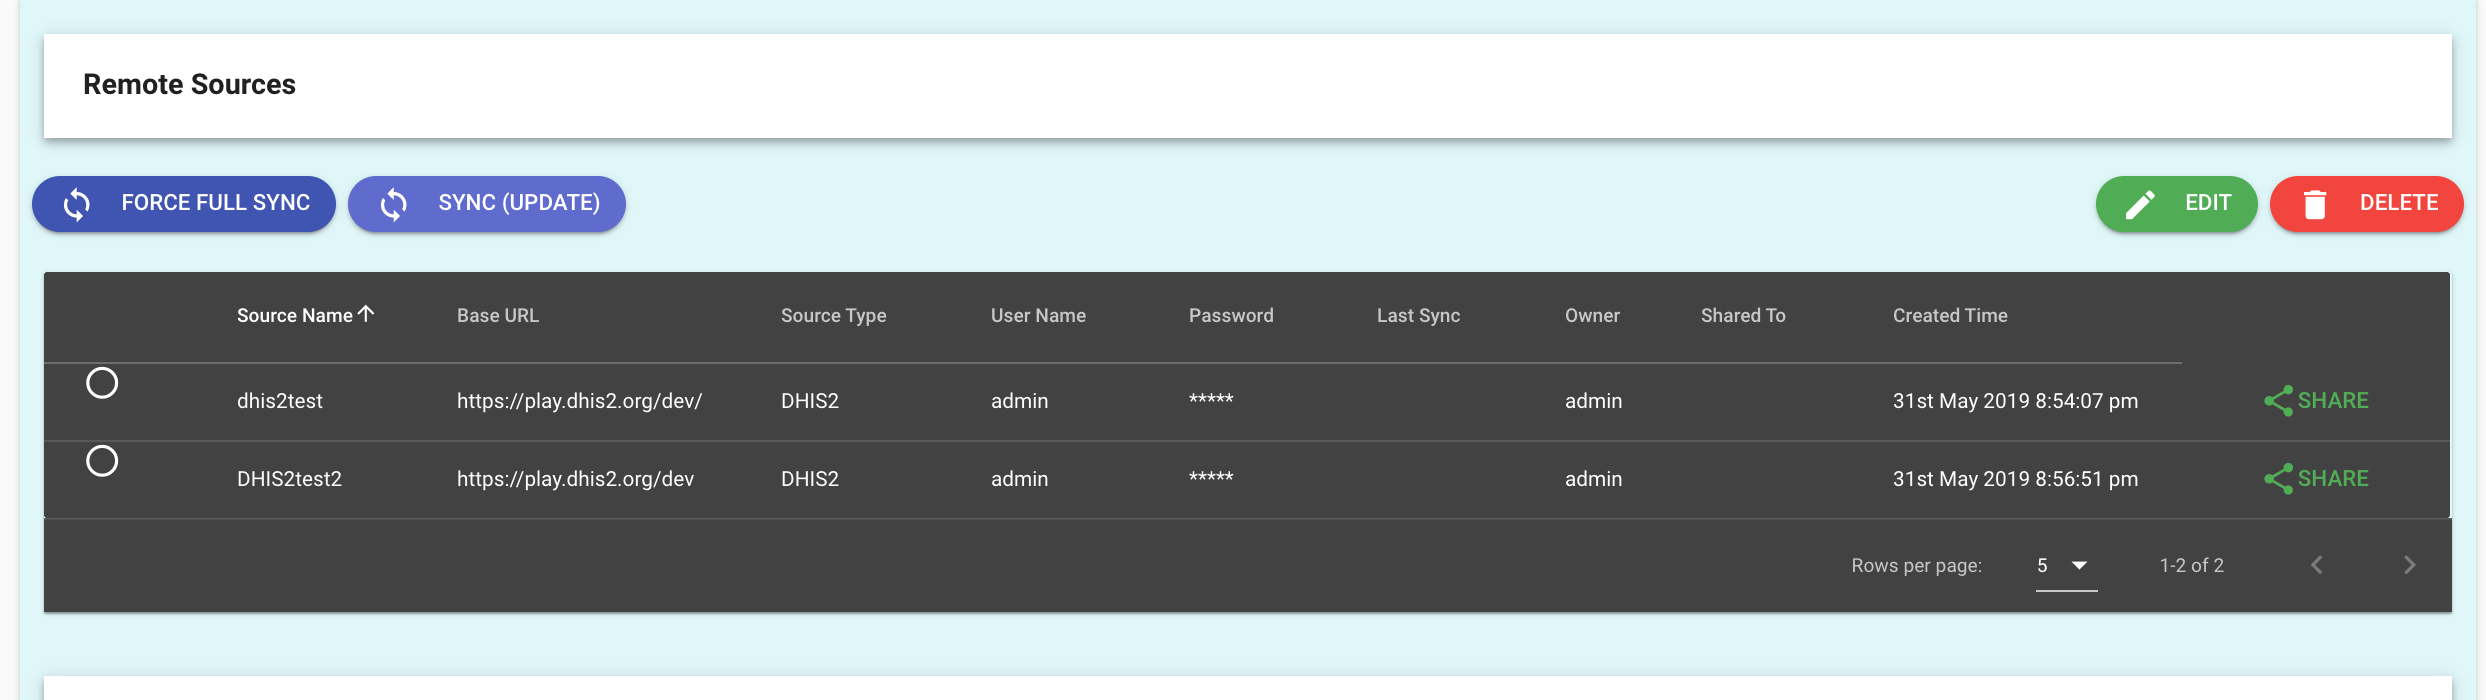 Remote Sources
FORCE FULL SYNC SYNC (UPDATE) EDIT DELETE
Source Name Base URL Source Type User Name Password Last Sync Owner Shared To Created Time
dhis2test https://play.dhis2.org/dev/ DHIS2 admin ***** admin 31st May 2019 8:54:07 pm SHARE
DHIS2test2 https://play.dhis2.org/dev DHIS2 admin ***** admin 31st May 2019 8:56:51 pm SHARE
Rows per page: 5 1-2 of 2